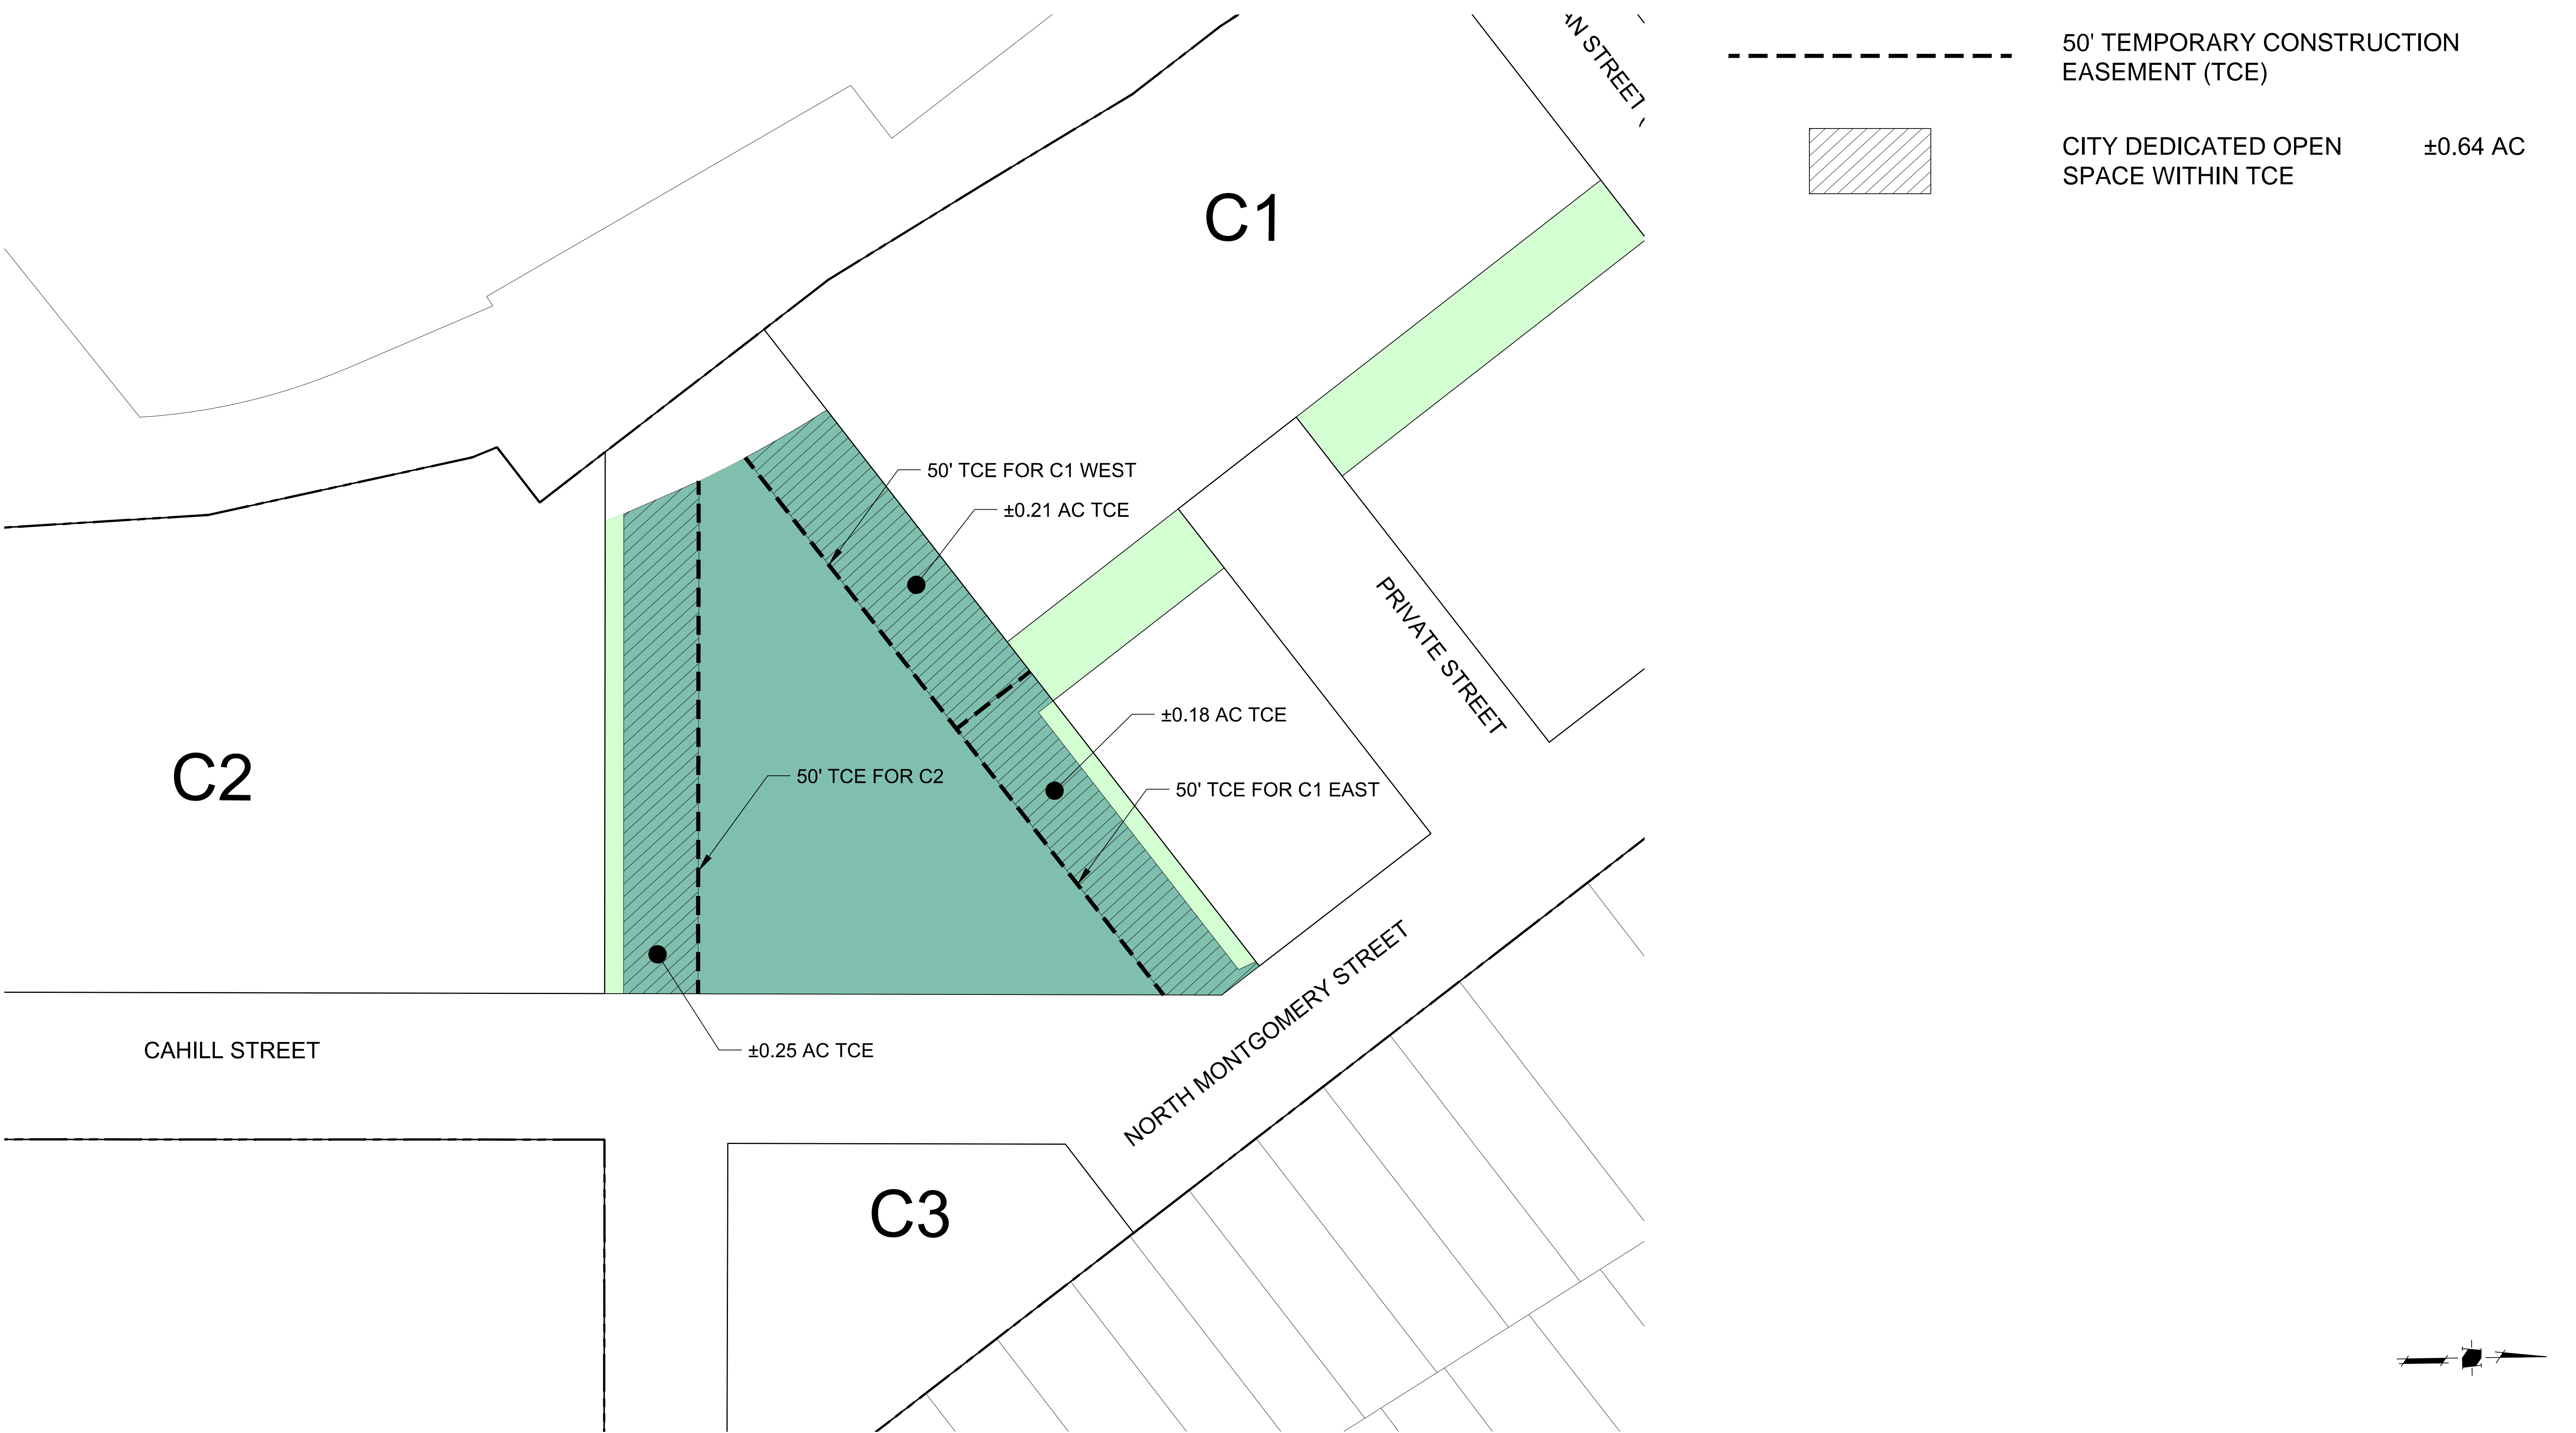 50' TEMPORARY CONSTRUCTION
EASEMENT (TCE)
CITY DEDICATED OPEN
SPACE WITHIN TCE
±0.64 AC
STREET
C1
50' TCE FOR C1 WEST
±0.21 AC TCE
PRIVATE STREET
±0.18 AC TCE
50' TCE FOR C2
50' TCE FOR C1 EAST
C2
CAHILL STREET
±0.25 AC TCE
NORTH MONTGOMERY STREET
C3